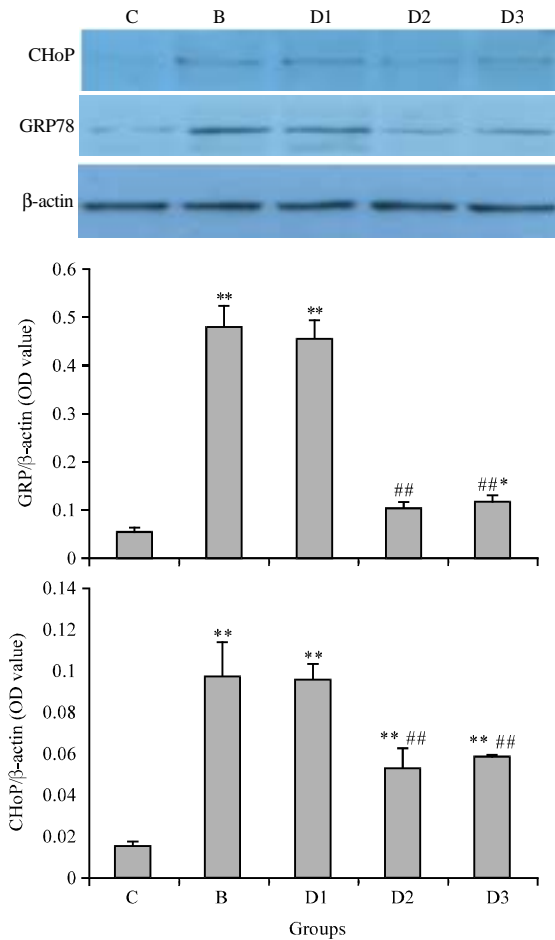 C B D1 D2 D3
CHoP
GRP78
β-actin
GRP/β-actin (OD value)
0.6
0.5
0.4
0.3
0.2
0.1
0
** ** ## ##*
CHoP/β-actin (OD value)
0.14
0.12
0.1
0.08
0.06
0.04
0.02
0
** ** ** ## ** ##
C B D1 D2 D3
Groups